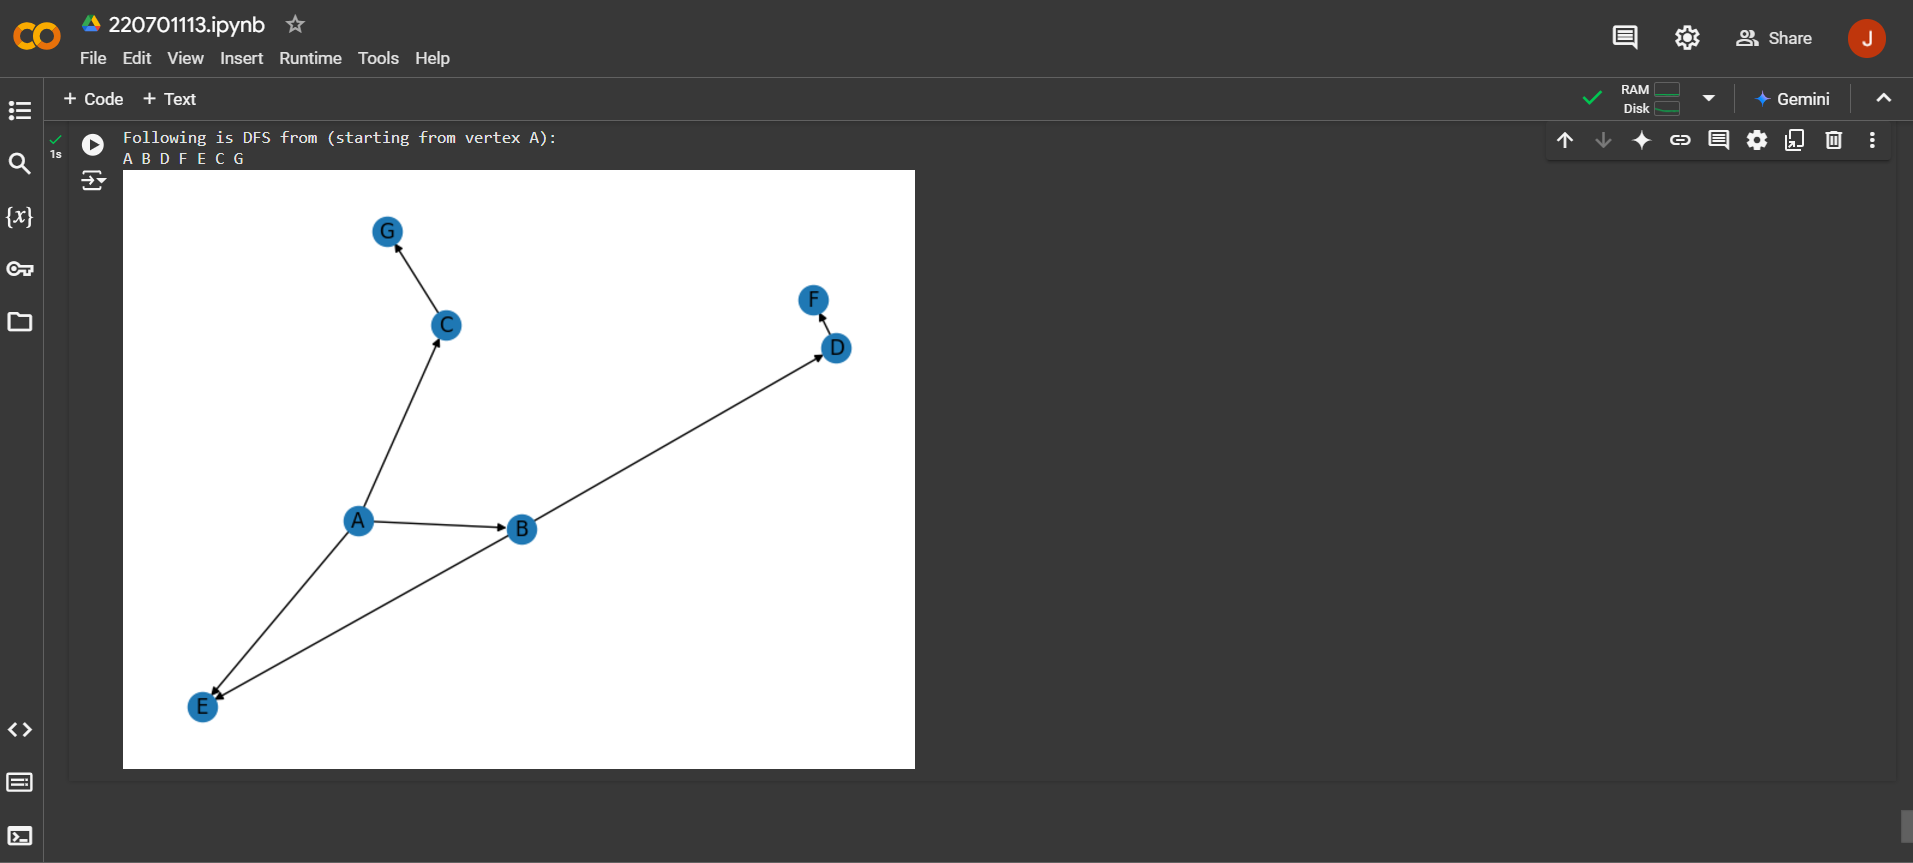 220701113.ipynb
File Edit View Insert Runtime Tools Help
Share
J
+ Code + Text
RAM
Disk
Gemini
1s
Following is DFS from (starting from vertex A):
A B D F E C G
{x}
G
F
C
D
A
B
E